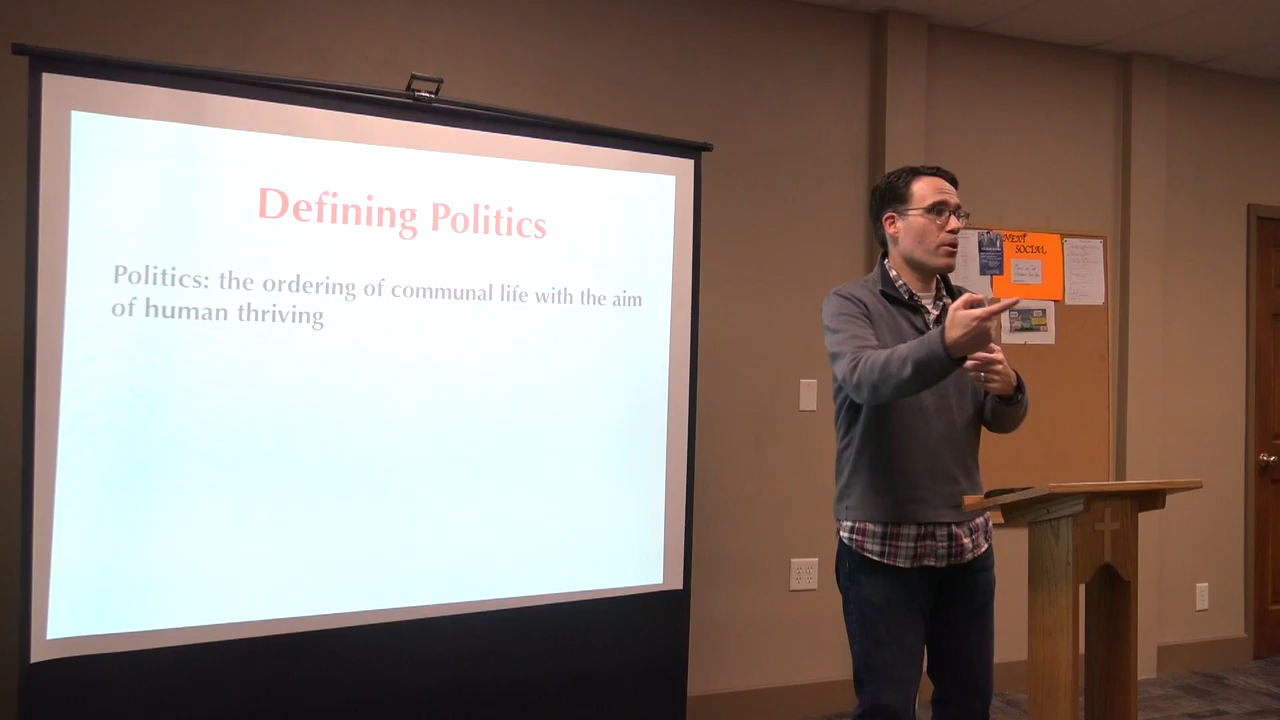 Defining Politics
Politics: the ordering of communal life with the aim
of human thriving
NEXT
SOCIAL